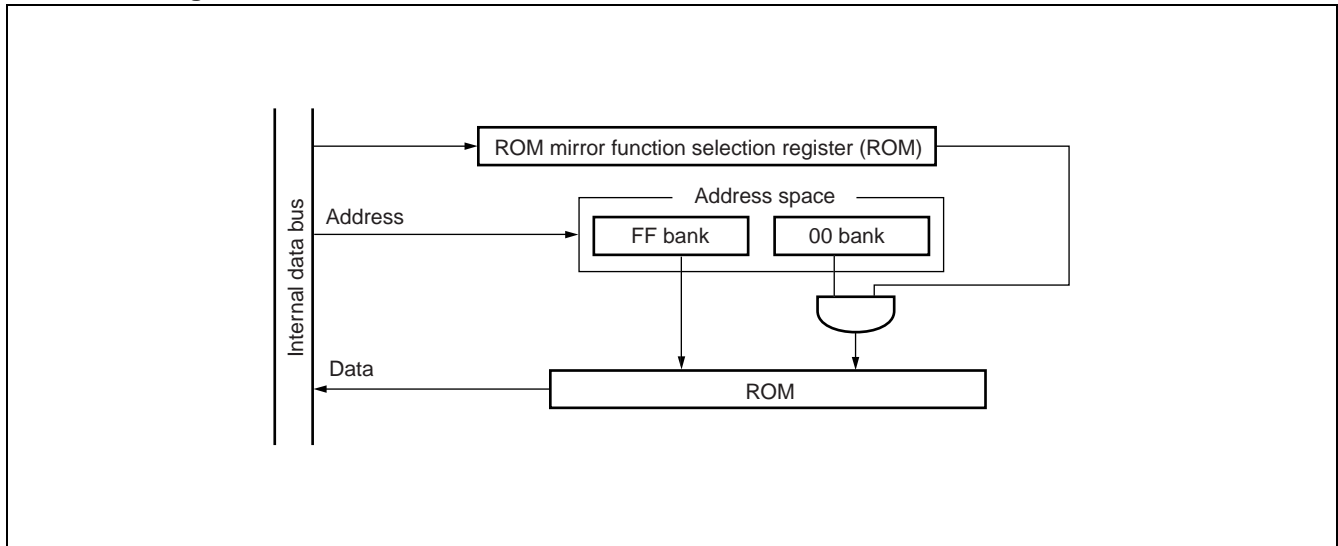 ROM mirror function selection register (ROM)
Address space
Address
FF bank
00 bank
Internal data bus
Data
ROM